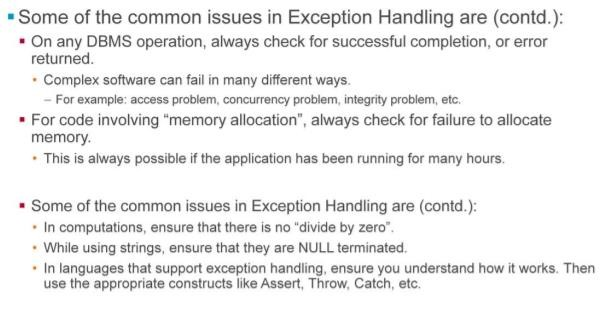 ▪ Some of the common issues in Exception Handling are (contd.):
▪ On any DBMS operation, always check for successful completion, or error
returned.
• Complex software can fail in many different ways.
– For example: access problem, concurrency problem, integrity problem, etc.
▪ For code involving “memory allocation”, always check for failure to allocate
memory.
• This is always possible if the application has been running for many hours.
▪ Some of the common issues in Exception Handling are (contd.):
• In computations, ensure that there is no “divide by zero”.
• While using strings, ensure that they are NULL terminated.
• In languages that support exception handling, ensure you understand how it works. Then
use the appropriate constructs like Assert, Throw, Catch, etc.